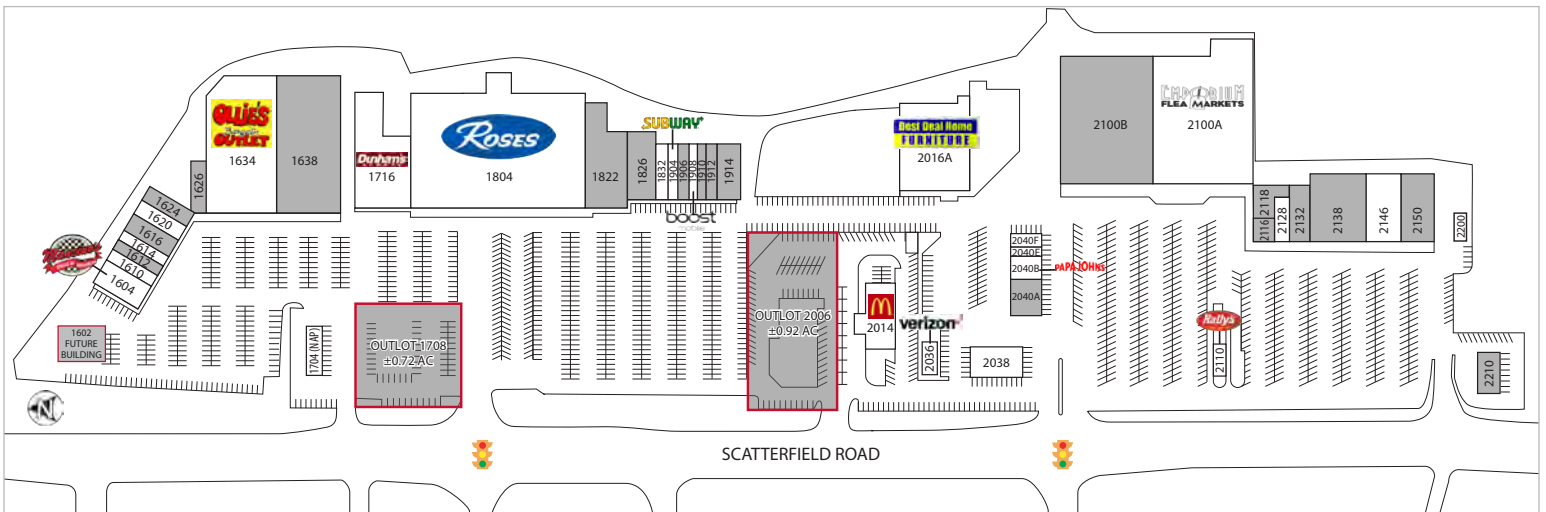 OLLIE'S
OUTLET
1634
1638
1626
1624
1620
1616
1614
1612
1610
1604
1602
FUTURE
BUILDING
1704 (NAP)
OUTLOT 1708
±0.72 AC
Dunham's
1716
ROSES
1804
1822
1826
SUBWAY
1832
1904
1906
1908
1910
1912
1914
boost
mobile
Best Deal Home
FURNITURE
2016A
OUTLOT 2006
±0.92 AC
M
2014
verizon
2036
2038
2040F
2040E
2040B
PAPA JOHNS
2040A
2100B
EMPORIUM
FLEA MARKETS
2100A
2118
2116
2128
2132
2138
2146
2150
2200
Rally's
2110
2210
N
SCATTERFIELD ROAD